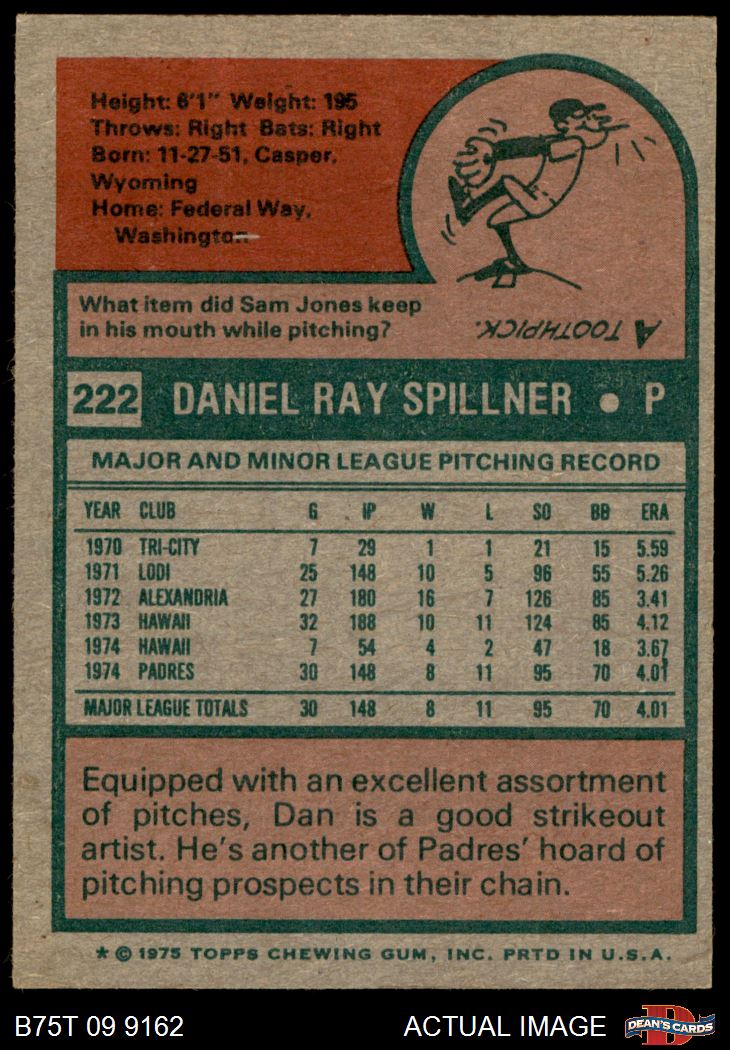 Height: 6'1" Weight: 195
Throws: Right Bats: Right
Born: 11-27-51, Casper,
Wyoming
Home: Federal Way,
Washington
What item did Sam Jones keep
in his mouth while pitching?
A TOOTHPICK.
222 DANIEL RAY SPILLNER • P
MAJOR AND MINOR LEAGUE PITCHING RECORD
YEAR CLUB G IP W L SO BB ERA
1970 TRI-CITY 7 29 1 1 21 15 5.59
1971 LODI 25 148 10 5 96 55 5.26
1972 ALEXANDRIA 27 180 16 7 126 85 3.41
1973 HAWAII 32 188 10 11 124 85 4.12
1974 HAWAII 7 54 4 2 47 18 3.67
1974 PADRES 30 148 8 11 95 70 4.01
MAJOR LEAGUE TOTALS 30 148 8 11 95 70 4.01
Equipped with an excellent assortment
of pitches, Dan is a good strikeout
artist. He's another of Padres' hoard of
pitching prospects in their chain.
* © 1975 TOPPS CHEWING GUM, INC. PRTD IN U.S.A.
B75T 09 9162 ACTUAL IMAGE D DEAN'S CARDS